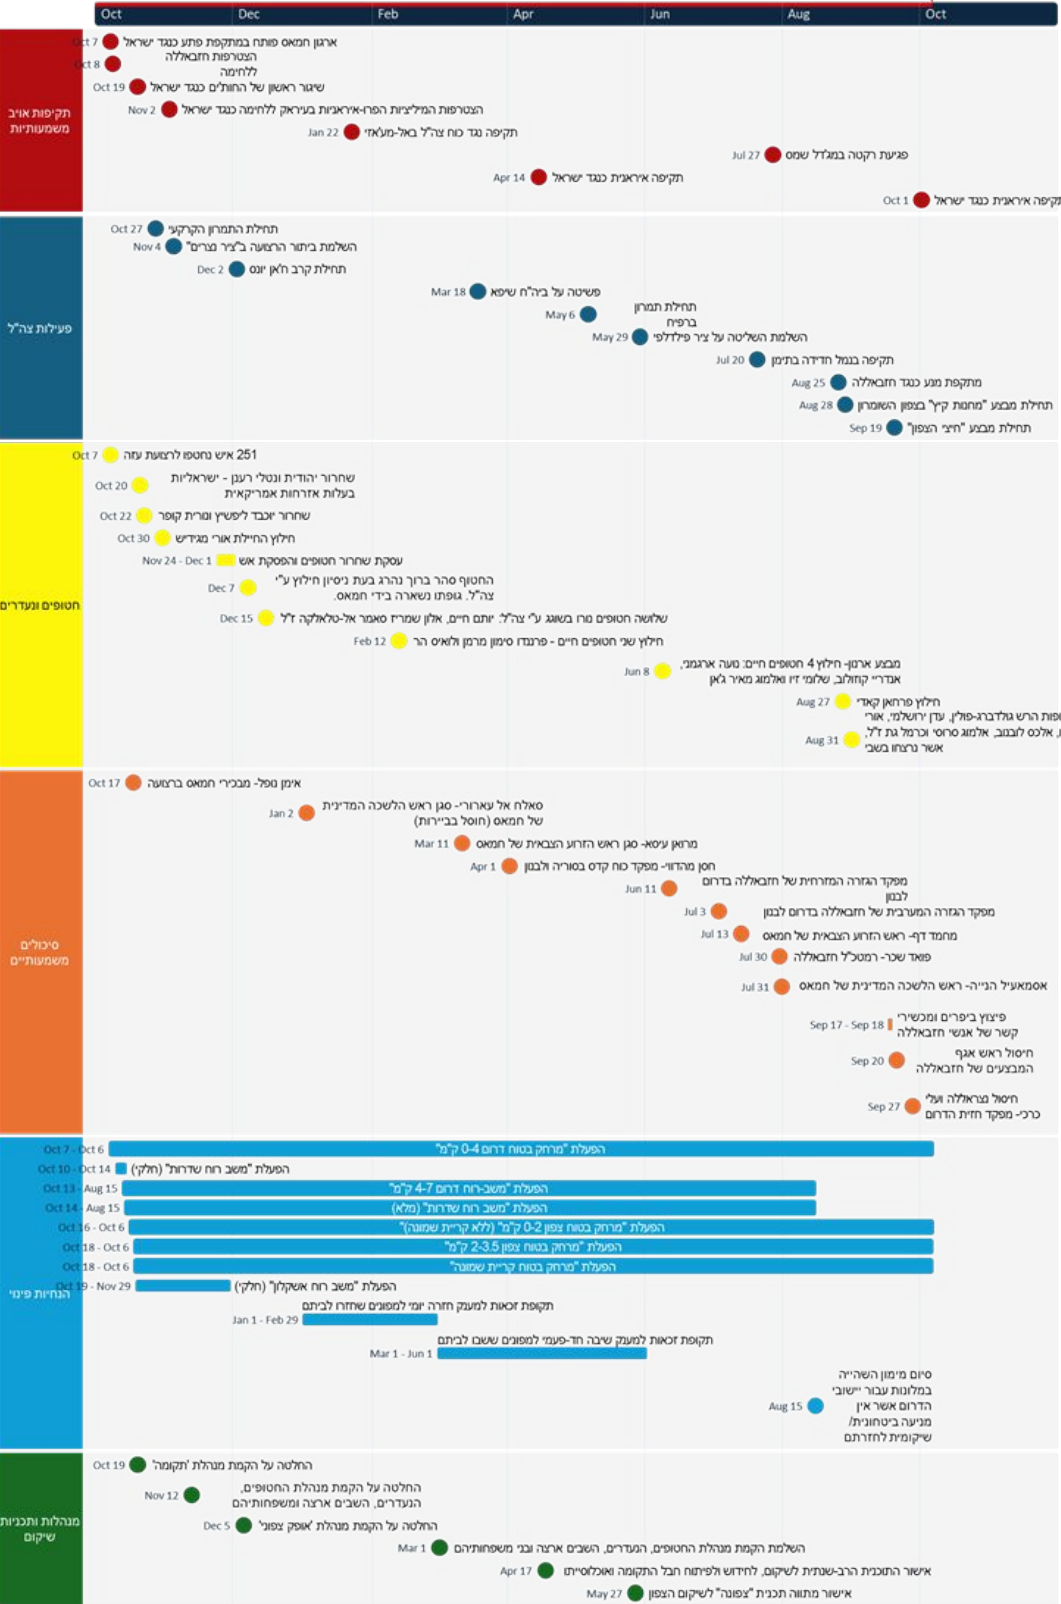 Oct Dec Feb Apr Jun Aug Oct
תקיפות אויב
משמעותיות
Oct 7 ארגון חמאס פותח במתקפת פתע כנגד ישראל
Oct 8 הצטרפות חזבאללה
ללחימה
Oct 19 שיגור ראשון של החות'ים כנגד ישראל
Nov 2 הצטרפות המיליציות הפרו-איראניות בעיראק ללחימה כנגד ישראל
Jan 22 תקיפה נגד כוח צה"ל באל-מע'אזי
Jul 27 פגיעת רקטה במג'דל שמס
Apr 14 תקיפה איראנית כנגד ישראל
Oct 1 תקיפה איראנית כנגד ישראל
פעילות צה"ל
Oct 27 תחילת התמרון הקרקעי
Nov 4 השלמת ביתור הרצועה ב"ציר נצרים"
Dec 2 תחילת קרב ח'אן יונס
Mar 18 פשיטה על ביה"ח שיפא
May 6 תחילת תמרון
ברפיח
May 29 השלמת השליטה על ציר פילדלפי
Jul 20 תקיפה בנמל חדידה בתימן
Aug 25 מתקפת מנע כנגד חזבאללה
Aug 28 תחילת מבצע "מחנות קיץ" בצפון השומרון
Sep 19 תחילת מבצע "חיצי הצפון"
חטופים ונעדרים
Oct 7 251 איש נחטפו לרצועת עזה
Oct 20 שחרור יהודית ונטלי רענן - ישראליות
בעלות אזרחות אמריקאית
Oct 22 שחרור יוכבד ליפשיץ ונורית קופר
Oct 30 חילוץ החיילת אורי מגידיש
Nov 24 - Dec 1 עסקת שחרור חטופים והפסקת אש
Dec 7 החטוף סהר ברוך נהרג בעת ניסיון חילוץ ע"י
צה"ל. גופתו נשארה בידי חמאס.
Dec 15 שלושה חטופים נורו בשוגג ע"י צה"ל: יותם חיים, אלון שמריז סאמר אל-טלאלקה ז"ל
Feb 12 חילוץ שני חטופים חיים - פרננדו סימון מרמן ולואיס הר
Jun 8 מבצע ארנון- חילוץ 4 חטופים חיים: נועה ארגמני,
אנדריי קוזלוב, שלומי זיו ואלמוג מאיר ג'אן
Aug 27 חילוץ פרחאן קאדי
ופות הרש גולדברג-פולין, עדן ירושלמי, אורי
Aug 31 ו, אלכס לובנוב, אלמוג סרוסי וכרמל גת ז"ל,
אשר נרצחו בשבי
סיכולים
משמעותיים
Oct 17 אימן נופל- מבכירי חמאס ברצועה
Jan 2 סאלח אל עארורי- סגן ראש הלשכה המדינית
של חמאס (חוסל בביירות)
Mar 11 מרואן עיסא- סגן ראש הזרוע הצבאית של חמאס
Apr 1 חסן מהדווי- מפקד כוח קדס בסוריה ולבנון
Jun 11 מפקד הגזרה המזרחית של חזבאללה בדרום
לבנון
Jul 3 מפקד הגזרה המערבית של חזבאללה בדרום לבנון
Jul 13 מחמד דף- ראש הזרוע הצבאית של חמאס
Jul 30 פואד שכר- רמטכ"ל חזבאללה
Jul 31 אסמאעיל הנייה- ראש הלשכה המדינית של חמאס
Sep 17 - Sep 18 פיצוץ ביפרים ומכשירי
קשר של אנשי חזבאללה
Sep 20 חיסול ראש אגף
המבצעים של חזבאללה
Sep 27 חיסול נצראללה ועלי
כרכי- מפקד חזית הדרום
הנחיות פינוי
Oct 7 - Oct 6 הפעלת "מרחק בטוח דרום 0-4 ק"מ"
Oct 10 - Oct 14 הפעלת "משב רוח שדרות" (חלקי)
Oct 13 - Aug 15 הפעלת "משב-רוח דרום 4-7 ק"מ"
Oct 14 - Aug 15 הפעלת "משב רוח שדרות" (מלא)
Oct 16 - Oct 6 הפעלת "מרחק בטוח צפון 0-2 ק"מ" (ללא קריית שמונה)"
Oct 18 - Oct 6 הפעלת "מרחק בטוח צפון 2-3.5 ק"מ"
Oct 18 - Oct 6 הפעלת "מרחק בטוח קריית שמונה"
Oct 19 - Nov 29 הפעלת "משב רוח אשקלון" (חלקי)
תקופת זכאות למענק חזרה יומי למפונים שחזרו לביתם
Jan 1 - Feb 29
תקופת זכאות למענק שיבה חד-פעמי למפונים ששבו לביתם
Mar 1 - Jun 1
סיום מימון השהייה
במלונות עבור יישובי
Aug 15 הדרום אשר אין
מניעה ביטחונית/
שיקומית לחזרתם
מנהלות ותכניות
שיקום
Oct 19 החלטה על הקמת מנהלת 'תקומה'
Nov 12 החלטה על הקמת מנהלת החטופים,
הנעדרים, השבים ארצה ומשפחותיהם
Dec 5 החלטה על הקמת מנהלת 'אופק צפוני'
Mar 1 השלמת הקמת מנהלת החטופים, הנעדרים, השבים ארצה ובני משפחותיהם
Apr 17 אישור התוכנית הרב-שנתית לשיקום, לחידוש ולפיתוח חבל התקומה ואוכלוסייתו
May 27 אישור מתווה תכנית "צפונה" לשיקום הצפון